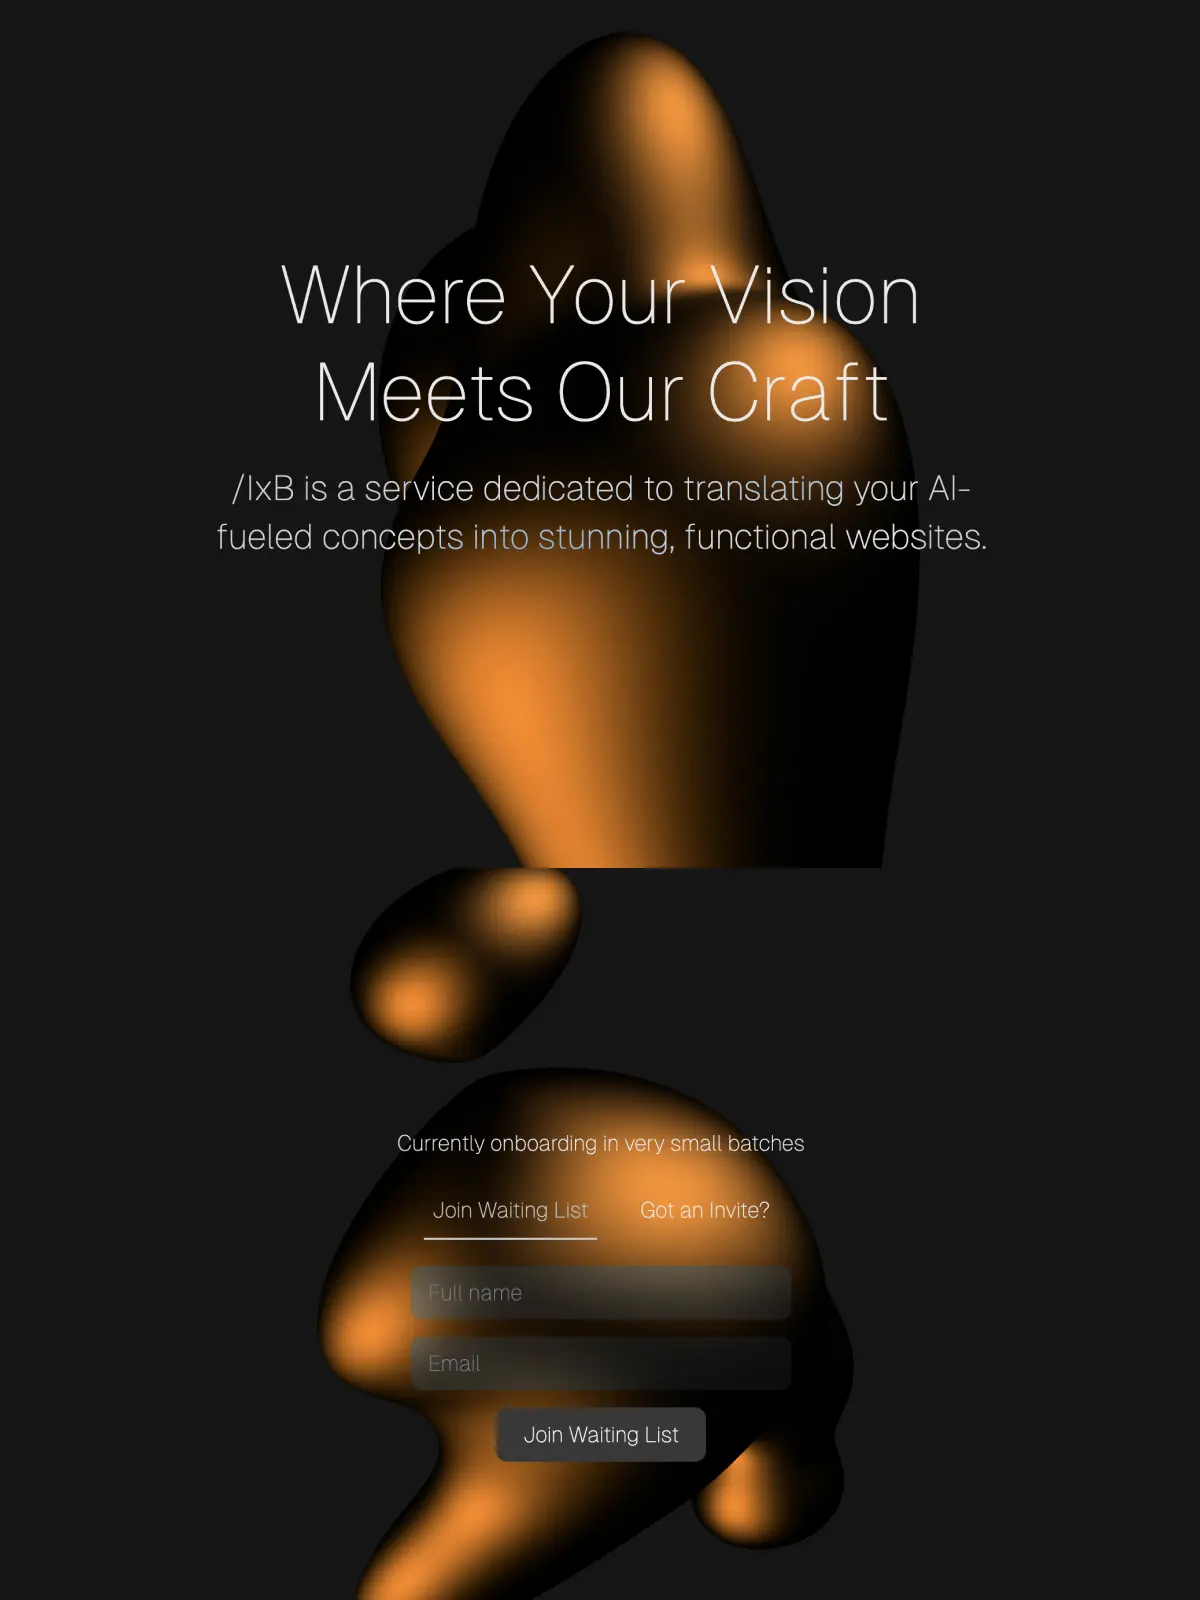 Where Your Vision
Meets Our Craft
/IxB is a service dedicated to translating your AI-
fueled concepts into stunning, functional websites.
Currently onboarding in very small batches
Join Waiting List
Got an Invite?
Full name
Email
Join Waiting List